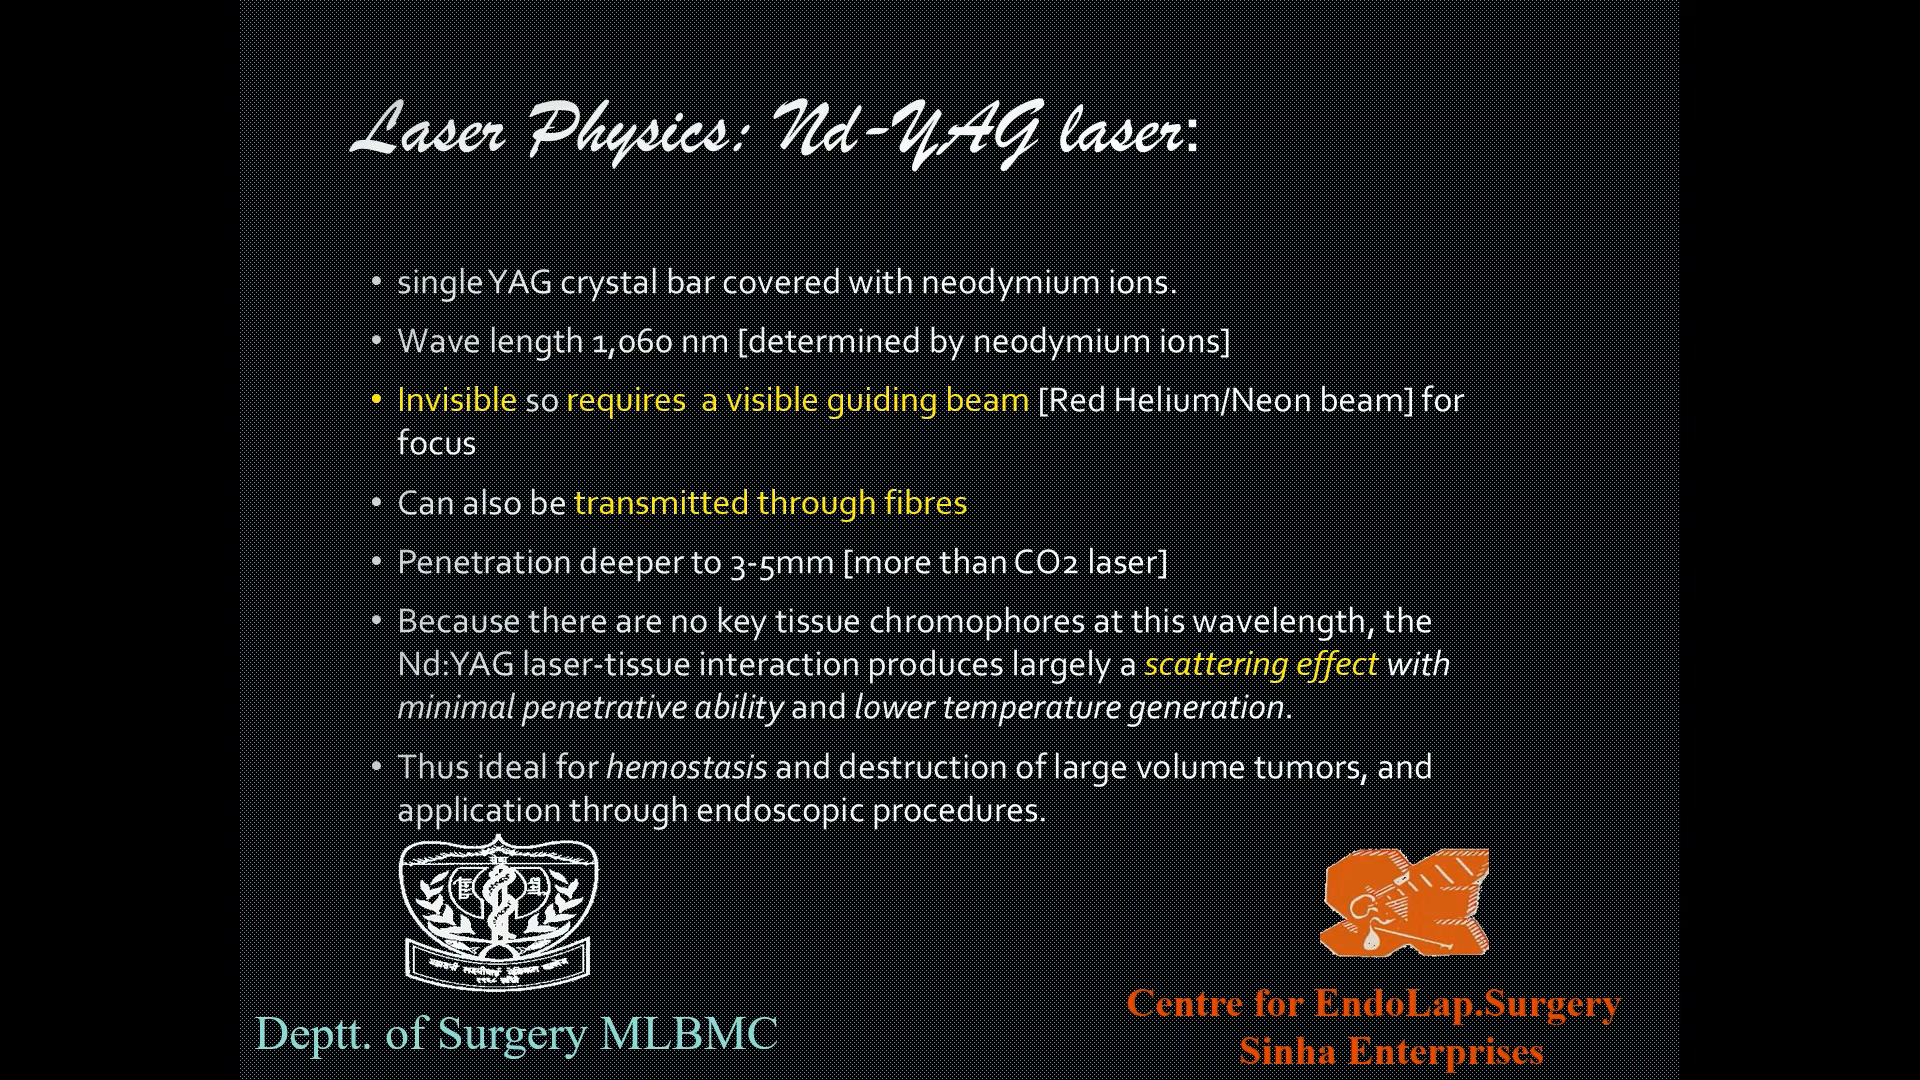 Laser Physics: Nd-YAG laser:
• single YAG crystal bar covered with neodymium ions.
• Wave length 1,060 nm [determined by neodymium ions]
• Invisible so requires a visible guiding beam [Red Helium/Neon beam] for
focus
• Can also be transmitted through fibres
• Penetration deeper to 3-5mm [more than CO2 laser]
• Because there are no key tissue chromophores at this wavelength, the
Nd:YAG laser-tissue interaction produces largely a scattering effect with
minimal penetrative ability and lower temperature generation.
• Thus ideal for hemostasis and destruction of large volume tumors, and
application through endoscopic procedures.
Deptt. of Surgery MLBMC
Centre for EndoLap.Surgery
Sinha Enterprises